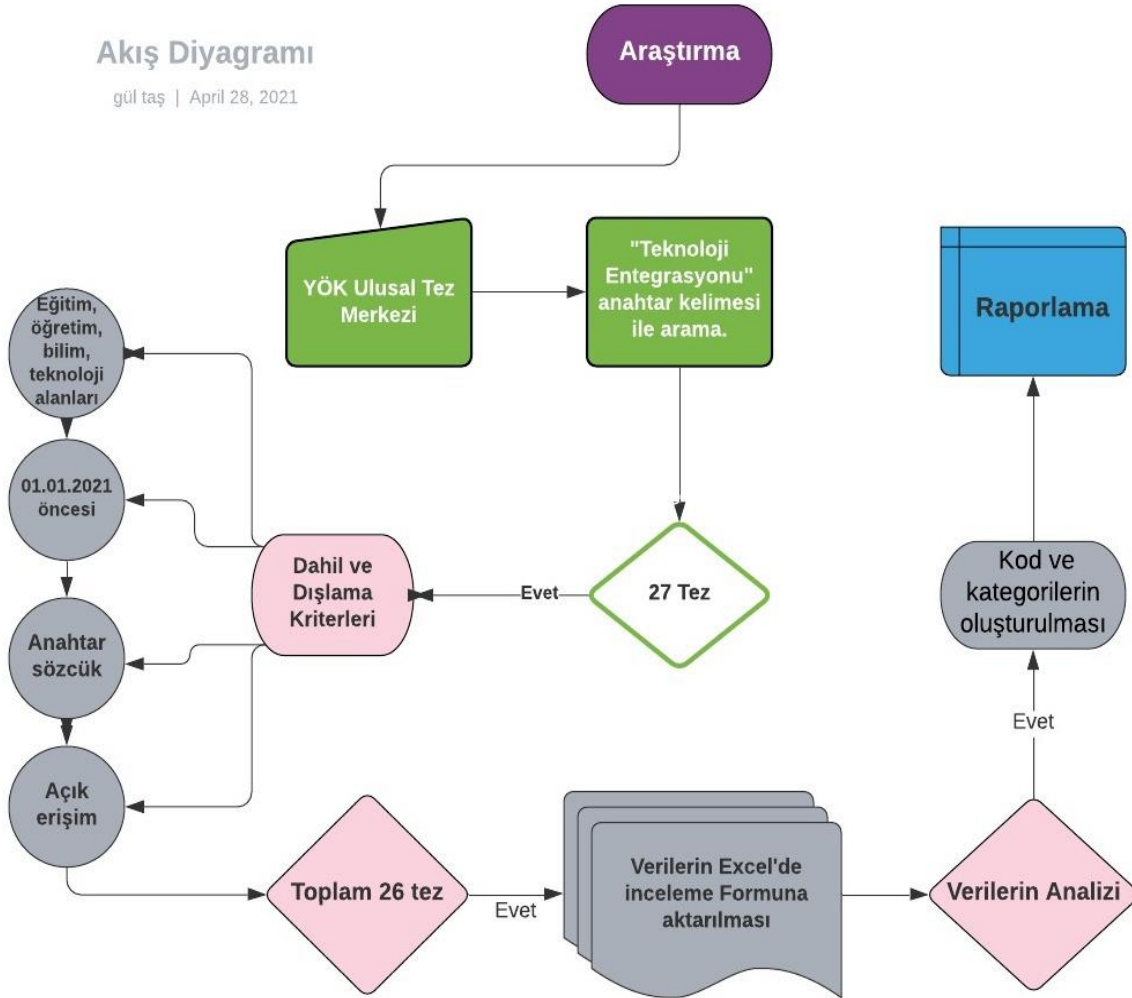 Akış Diyagramı
gül taş | April 28, 2021
Araştırma
YÖK Ulusal Tez
Merkezi
"Teknoloji
Entegrasyonu"
anahtar kelimesi
ile arama.
27 Tez
Evet
Dahil ve
Dışlama
Kriterleri
Eğitim,
öğretim,
bilim,
teknoloji
alanları
01.01.2021
öncesi
Anahtar
sözcük
Açık
erişim
Toplam 26 tez
Evet
Verilerin Excel'de
inceleme Formuna
aktarılması
Verilerin Analizi
Evet
Kod ve
kategorilerin
oluşturulması
Raporlama